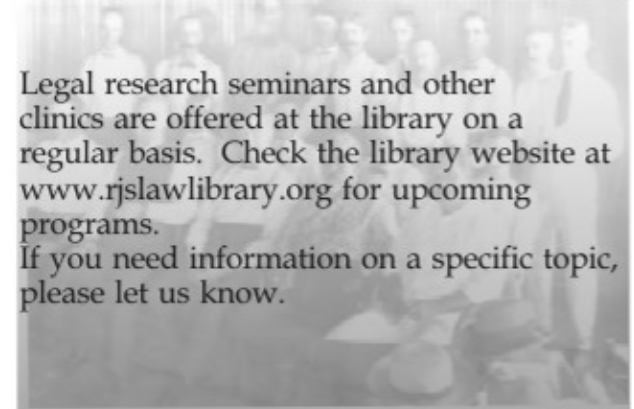 Legal research seminars and other
clinics are offered at the library on a
regular basis.  Check the library website at
www.rjslawlibrary.org for upcoming
programs.
If you need information on a specific topic,
please let us know.